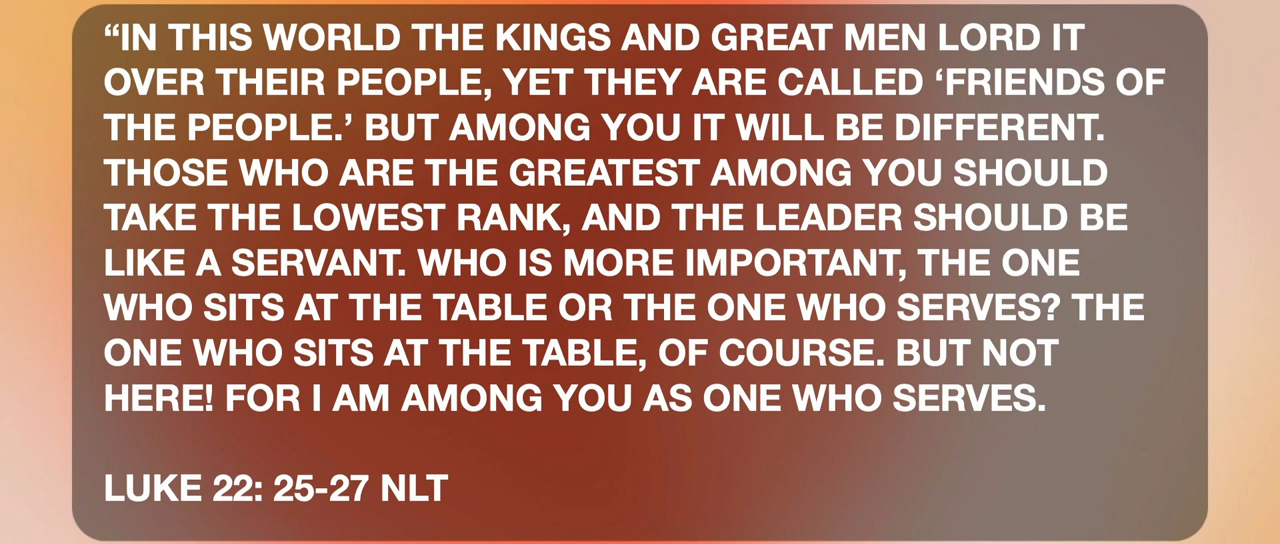 “IN THIS WORLD THE KINGS AND GREAT MEN LORD IT
OVER THEIR PEOPLE, YET THEY ARE CALLED ‘FRIENDS OF
THE PEOPLE.’ BUT AMONG YOU IT WILL BE DIFFERENT.
THOSE WHO ARE THE GREATEST AMONG YOU SHOULD
TAKE THE LOWEST RANK, AND THE LEADER SHOULD BE
LIKE A SERVANT. WHO IS MORE IMPORTANT, THE ONE
WHO SITS AT THE TABLE OR THE ONE WHO SERVES? THE
ONE WHO SITS AT THE TABLE, OF COURSE. BUT NOT
HERE! FOR I AM AMONG YOU AS ONE WHO SERVES.
LUKE 22: 25-27 NLT